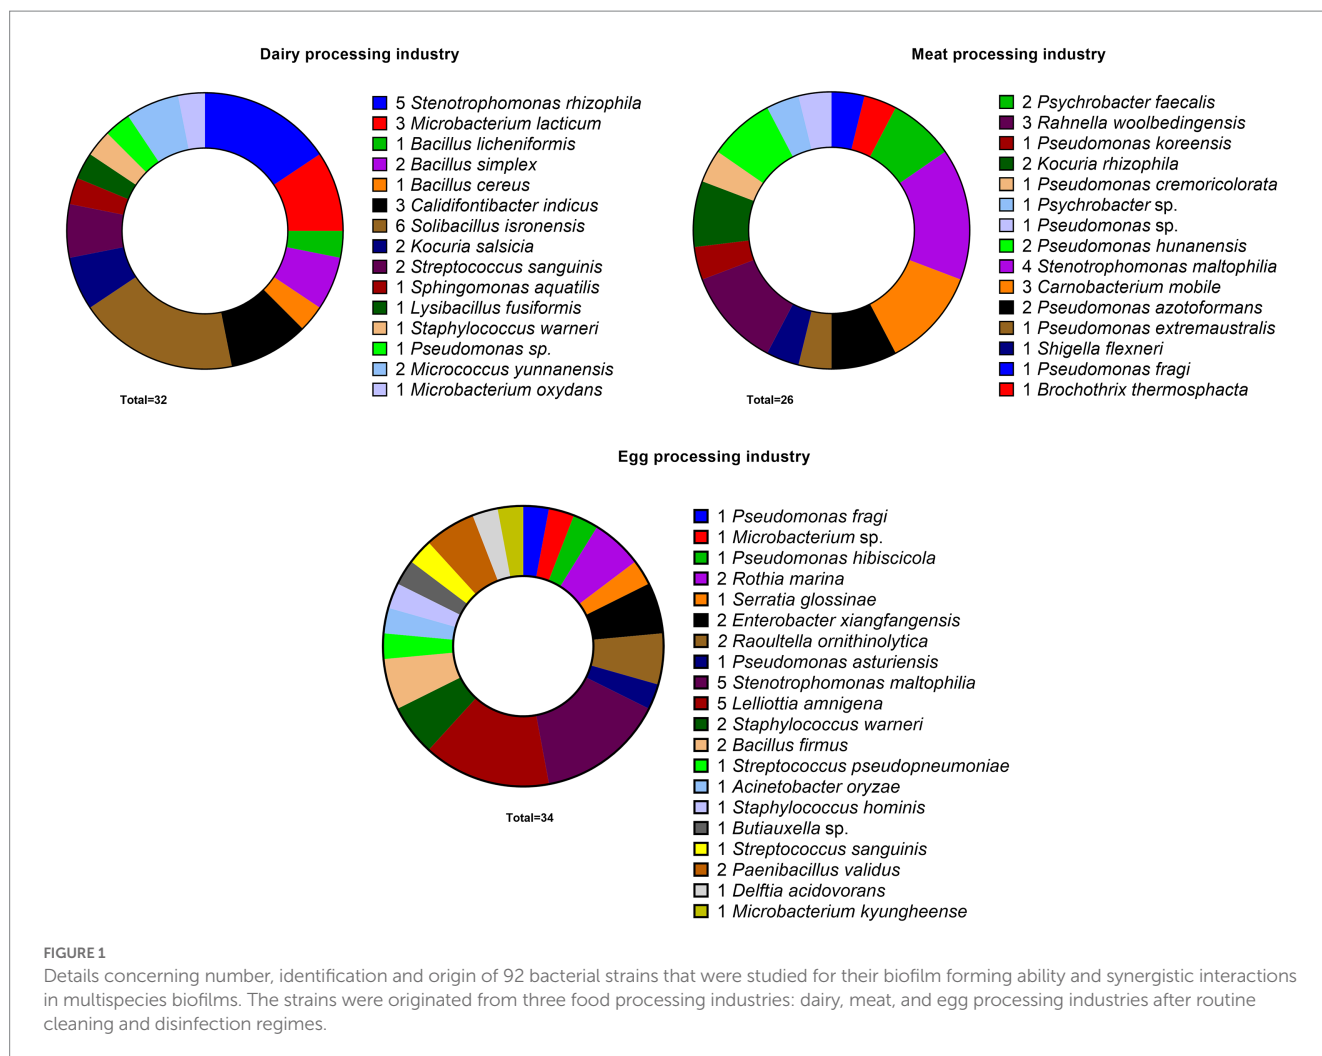 Dairy processing industry
5 Stenotrophomonas rhizophila
3 Microbacterium lacticum
1 Bacillus licheniformis
2 Bacillus simplex
1 Bacillus cereus
3 Calidifontibacter indicus
6 Solibacillus isronensis
2 Kocuria salsicia
2 Streptococcus sanguinis
1 Sphingomonas aquatilis
1 Lysibacillus fusiformis
1 Staphylococcus warneri
1 Pseudomonas sp.
2 Micrococcus yunnanensis
1 Microbacterium oxydans
Total=32
Meat processing industry
2 Psychrobacter faecalis
3 Rahnella woolbedingensis
1 Pseudomonas koreensis
2 Kocuria rhizophila
1 Pseudomonas cremoricolorata
1 Psychrobacter sp.
1 Pseudomonas sp.
2 Pseudomonas hunanensis
4 Stenotrophomonas maltophilia
3 Carnobacterium mobile
2 Pseudomonas azotoformans
1 Pseudomonas extremaustralis
1 Shigella flexneri
1 Pseudomonas fragi
1 Brochothrix thermosphacta
Total=26
Egg processing industry
1 Pseudomonas fragi
1 Microbacterium sp.
1 Pseudomonas hibiscicola
2 Rothia marina
1 Serratia glossinae
2 Enterobacter xiangfangensis
2 Raoultella ornithinolytica
1 Pseudomonas asturiensis
5 Stenotrophomonas maltophilia
5 Lelliottia amnigena
2 Staphylococcus warneri
2 Bacillus firmus
1 Streptococcus pseudopneumoniae
1 Acinetobacter oryzae
1 Staphylococcus hominis
1 Butiauxella sp.
1 Streptococcus sanguinis
2 Paenibacillus validus
1 Delftia acidovorans
1 Microbacterium kyungheense
Total=34
FIGURE 1
Details concerning number, identification and origin of 92 bacterial strains that were studied for their biofilm forming ability and synergistic interactions
in multispecies biofilms. The strains were originated from three food processing industries: dairy, meat, and egg processing industries after routine
cleaning and disinfection regimes.